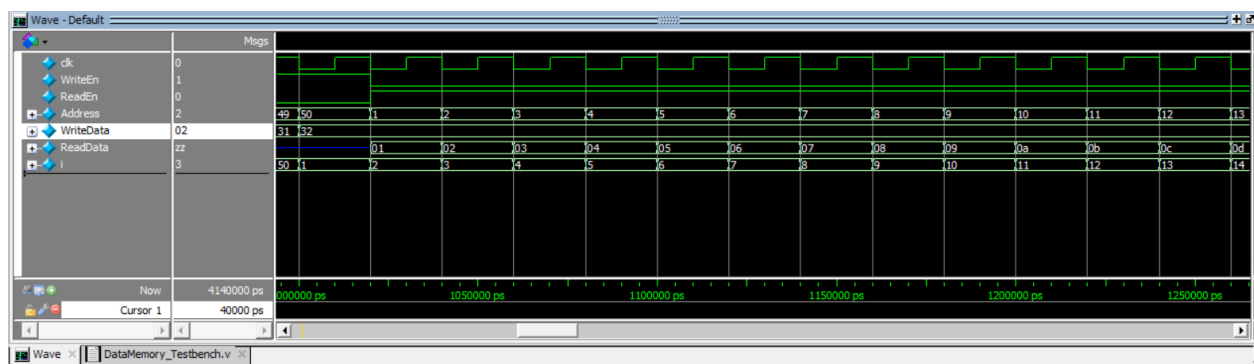 Wave - Default
Msgs
clk 0
WriteEn 1
ReadEn 0
Address 2 49 50 1 2 3 4 5 6 7 8 9 10 11 12 13
WriteData 02 31 32
ReadData zz 01 02 03 04 05 06 07 08 09 0a 0b 0c 0d
i 3 50 1 2 3 4 5 6 7 8 9 10 11 12 13 14
Now 4140000 ps 000000 ps 1050000 ps 1100000 ps 1150000 ps 1200000 ps 1250000 ps
Cursor 1 40000 ps
Wave DataMemory_Testbench.v